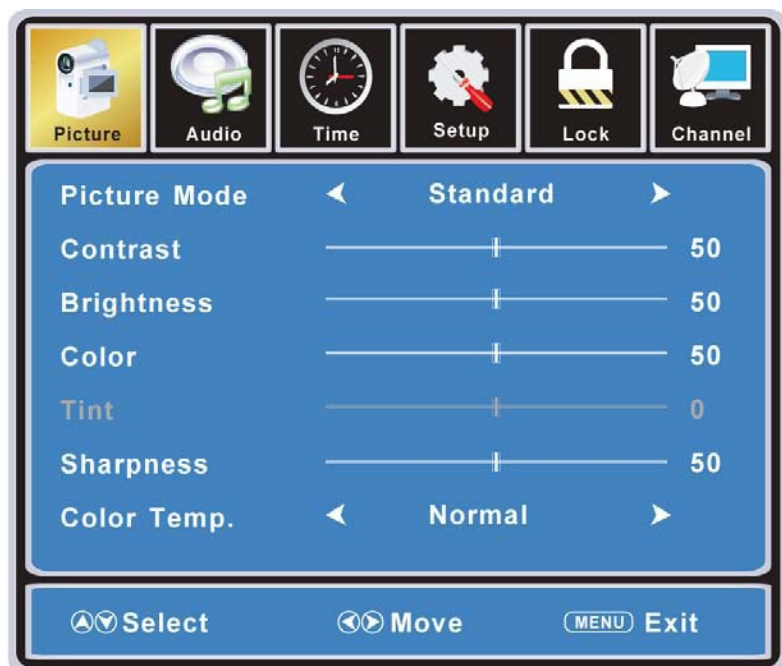 Picture Audio Time Setup Lock Channel
Picture Mode Standard
Contrast 50
Brightness 50
Color 50
Tint 0
Sharpness 50
Color Temp. Normal
Select Move MENU Exit